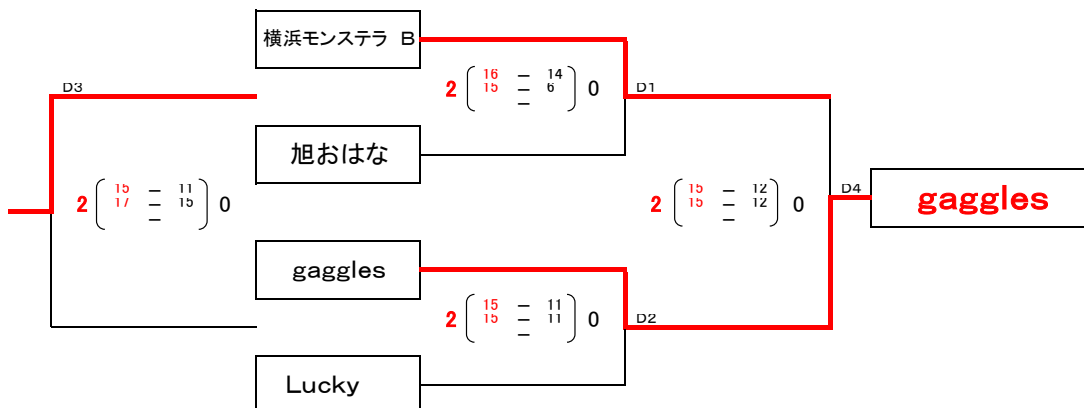 横浜モンステラ B
D3
2 ( 16 — 14 ) 0
15 — 6
—
D1
旭おはな
2 ( 15 — 11 ) 0
17 — 15
—
2 ( 15 — 12 ) 0
15 — 12
—
D4
gaggles
gaggles
2 ( 15 — 11 ) 0
15 — 11
—
D2
Lucky